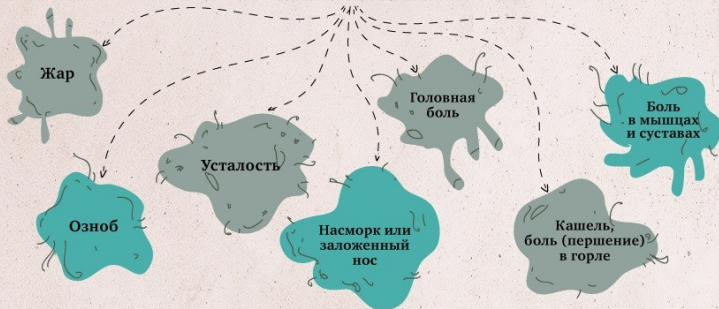 Жар
Головная
боль
Боль
в мышцах
и суставах
Усталость
Озноб
Насморк или
заложенный
нос
Кашель,
боль (першение)
в горле